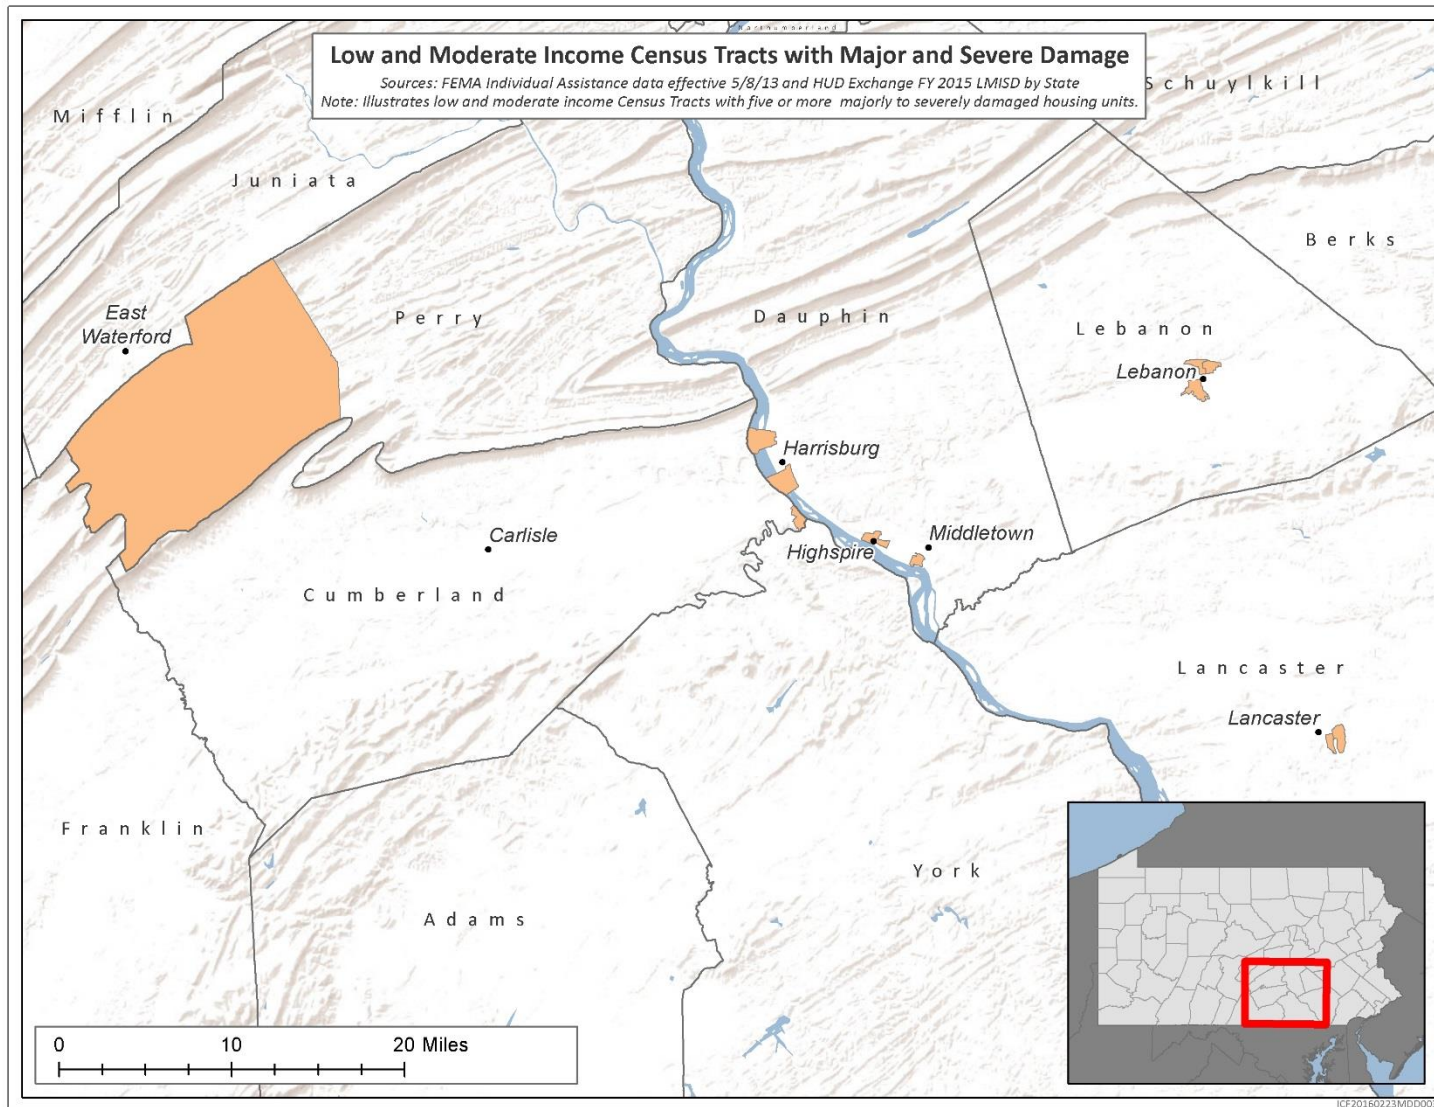 Northumberland
Low and Moderate Income Census Tracts with Major and Severe Damage
Sources: FEMA Individual Assistance data effective 5/8/13 and HUD Exchange FY 2015 LMISD by State
Note: Illustrates low and moderate income Census Tracts with five or more majorly to severely damaged housing units.
Schuylkill
Mifflin
Juniata
Berks
East
Waterford
Perry
Dauphin
Lebanon
Lebanon
Harrisburg
Carlisle
Highspire
Middletown
Cumberland
Lancaster
Lancaster
Franklin
York
Adams
0 10 20 Miles
ICF20160223MDD003